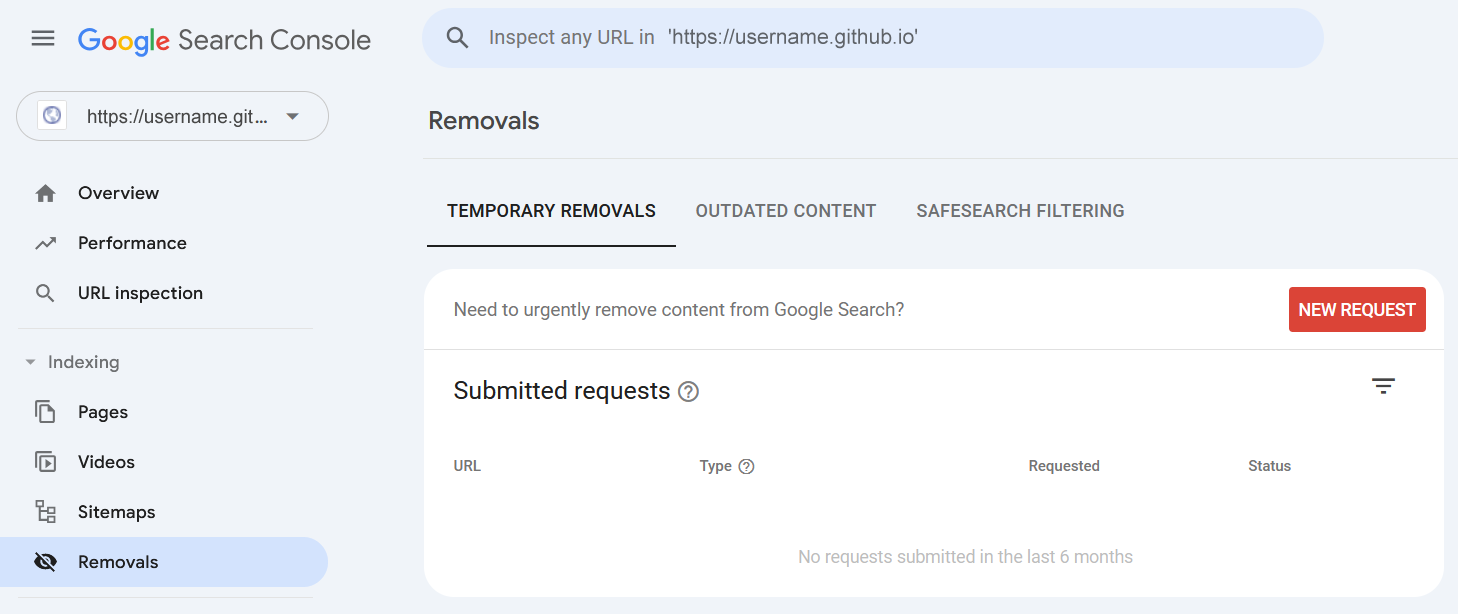 Google Search Console
Inspect any URL in 'https://username.github.io'
https://username.git...
Overview
Performance
URL inspection
Indexing
Pages
Videos
Sitemaps
Removals
Removals
TEMPORARY REMOVALS
OUTDATED CONTENT
SAFESEARCH FILTERING
Need to urgently remove content from Google Search?
NEW REQUEST
Submitted requests ?
URL
Type ?
Requested
Status
No requests submitted in the last 6 months